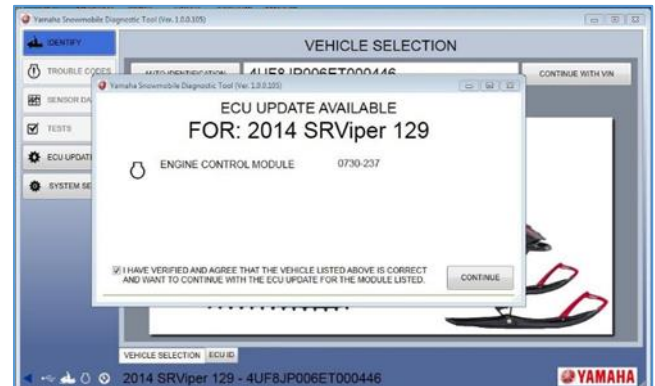 Yamaha Snowmobile Diagnostic Tool (Ver. 1.0.0.105)
IDENTIFY
VEHICLE SELECTION
TROUBLE CODES
AUTO IDENTIFICATION
4UF8JP006ET000446
CONTINUE WITH VIN
Yamaha Snowmobile Diagnostic Tool (Ver. 1.0.0.105)
SENSOR DA
ECU UPDATE AVAILABLE
FOR: 2014 SRViper 129
TESTS
ENGINE CONTROL MODULE 0730-237
ECU UPDATE
SYSTEM SE
I HAVE VERIFIED AND AGREE THAT THE VEHICLE LISTED ABOVE IS CORRECT
AND WANT TO CONTINUE WITH THE ECU UPDATE FOR THE MODULE LISTED.
CONTINUE
VEHICLE SELECTION ECU ID
2014 SRViper 129 - 4UF8JP006ET000446
YAMAHA